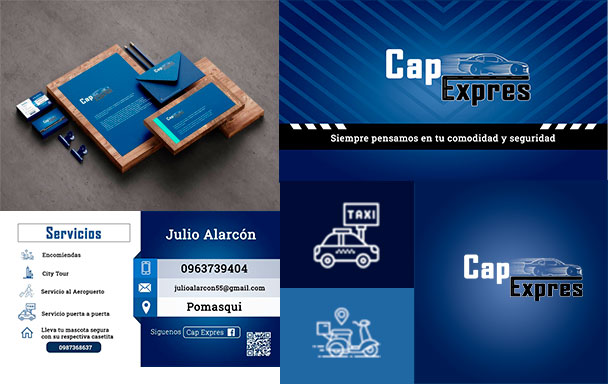 Cap
Cap
Expres
Siempre pensamos en tu comodidad y seguridad
Servicios
Encomiendas
City Tour
Servicio al Aeropuerto
Servicio puerta a puerta
Lleva tu mascota segura
con su respectiva casetita
0987368637
Julio Alarcón
0963739404
julioalarcon55@gmail.com
Pomasqui
Siguenos Cap Expres f
TAXI
Cap
Expres